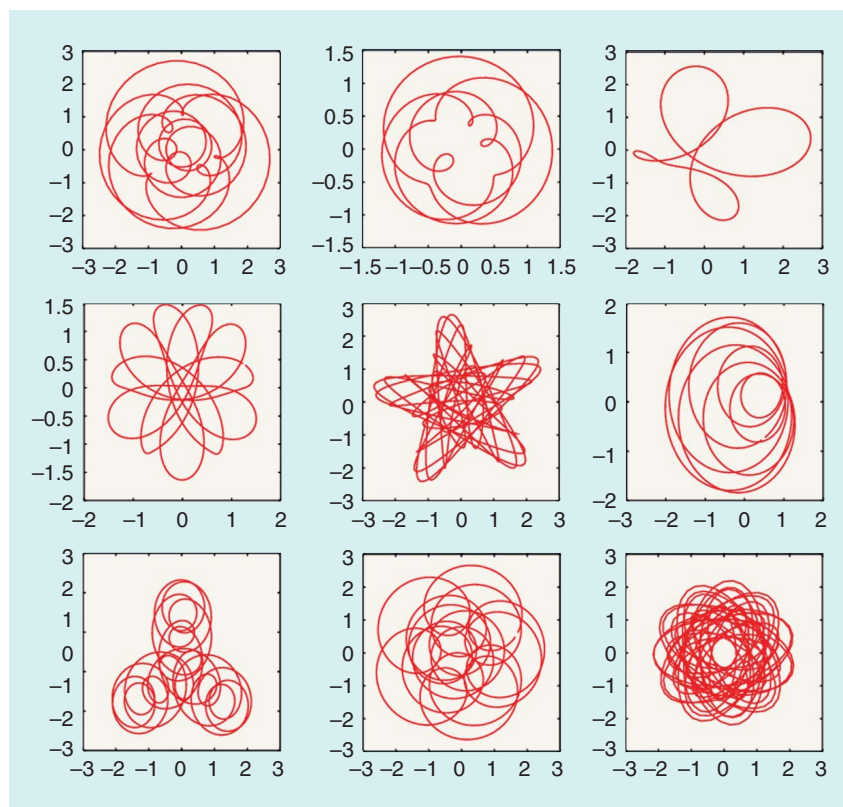 3 1.5 3
2 1 2
1 0.5 1
0 0 0
–1 –0.5 –1
–2 –1 –2
–3 –1.5 –3
–3 –2 –1 0 1 2 3 –1.5 –1–0.5 0 0.5 1 1.5 –2 –1 0 1 2 3
1.5 3 2
1 2 1
0.5 1 0
0 0 –1
–0.5 –1 –2
–1 –2
–1.5 –3
–2
–2 –1 0 1 2 –3 –2 –1 0 1 2 3 –3 –2 –1 0 1 2
3 3 3
2 2 2
1 1 1
0 0 0
–1 –1 –1
–2 –2 –2
–3 –3 –3
–3 –2 –1 0 1 2 3 –3 –2 –1 0 1 2 3 –3 –2 –1 0 1 2 3